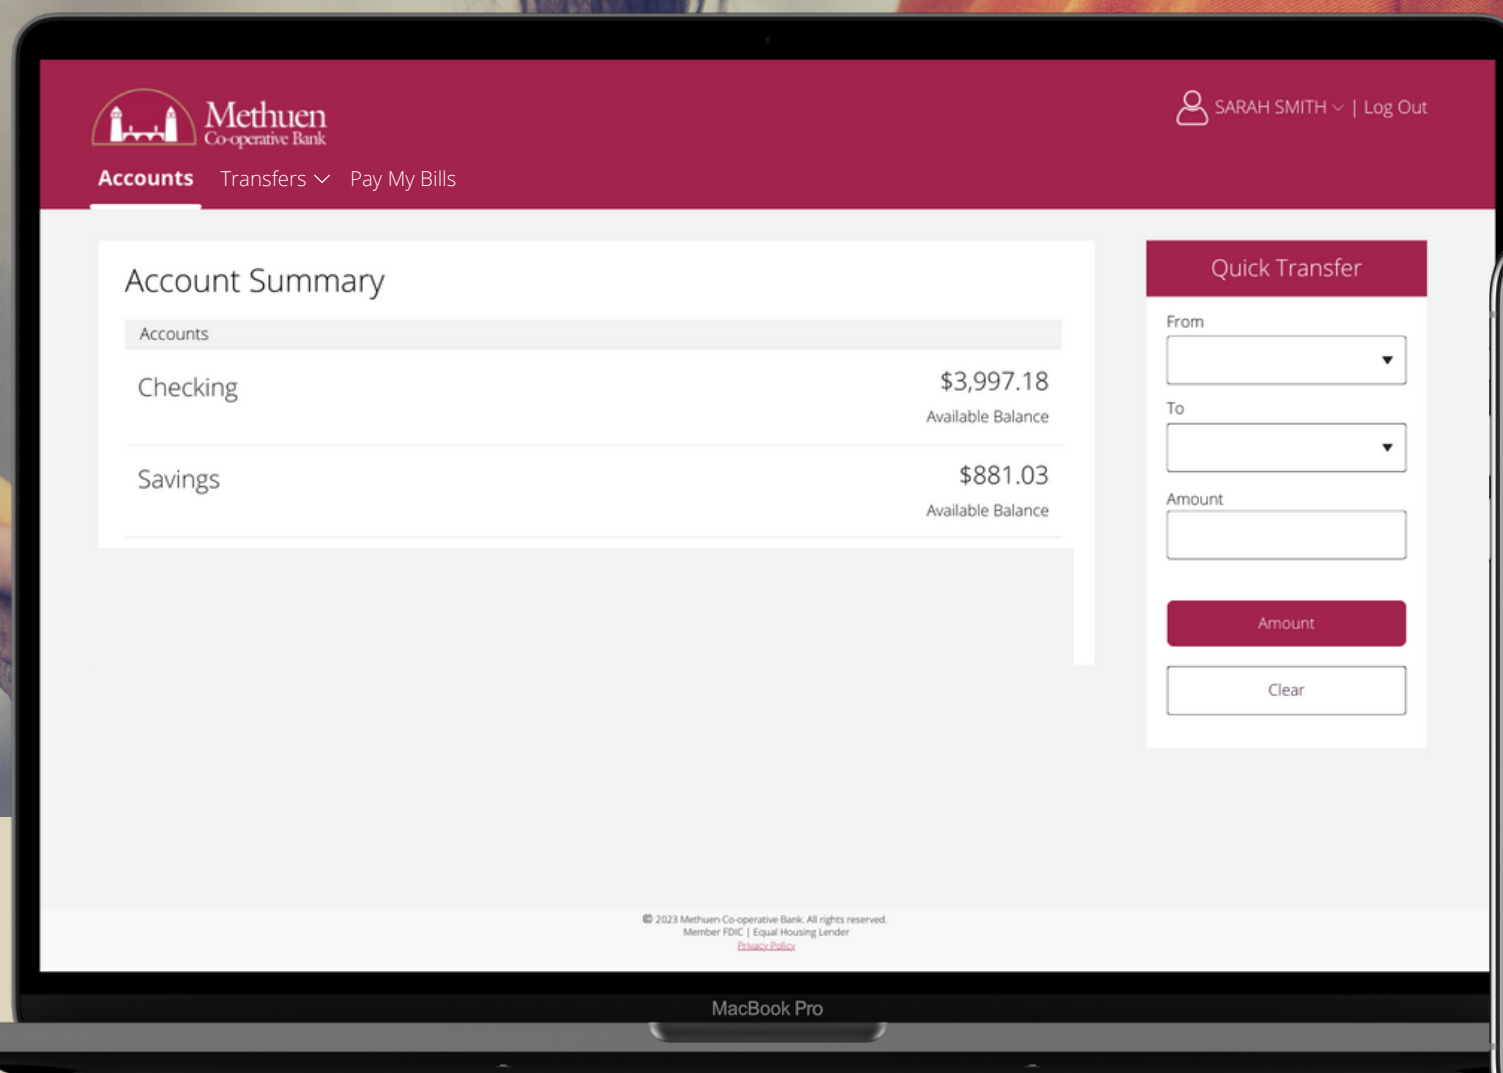 Methuen
Co-operative Bank
SARAH SMITH | Log Out
Accounts Transfers Pay My Bills
Account Summary
Accounts
Checking
$3,997.18
Available Balance
Savings
$881.03
Available Balance
Quick Transfer
From
To
Amount
Amount
Clear
© 2023 Methuen Co-operative Bank. All rights reserved.
Member FDIC | Equal Housing Lender
Privacy Policy
MacBook Pro